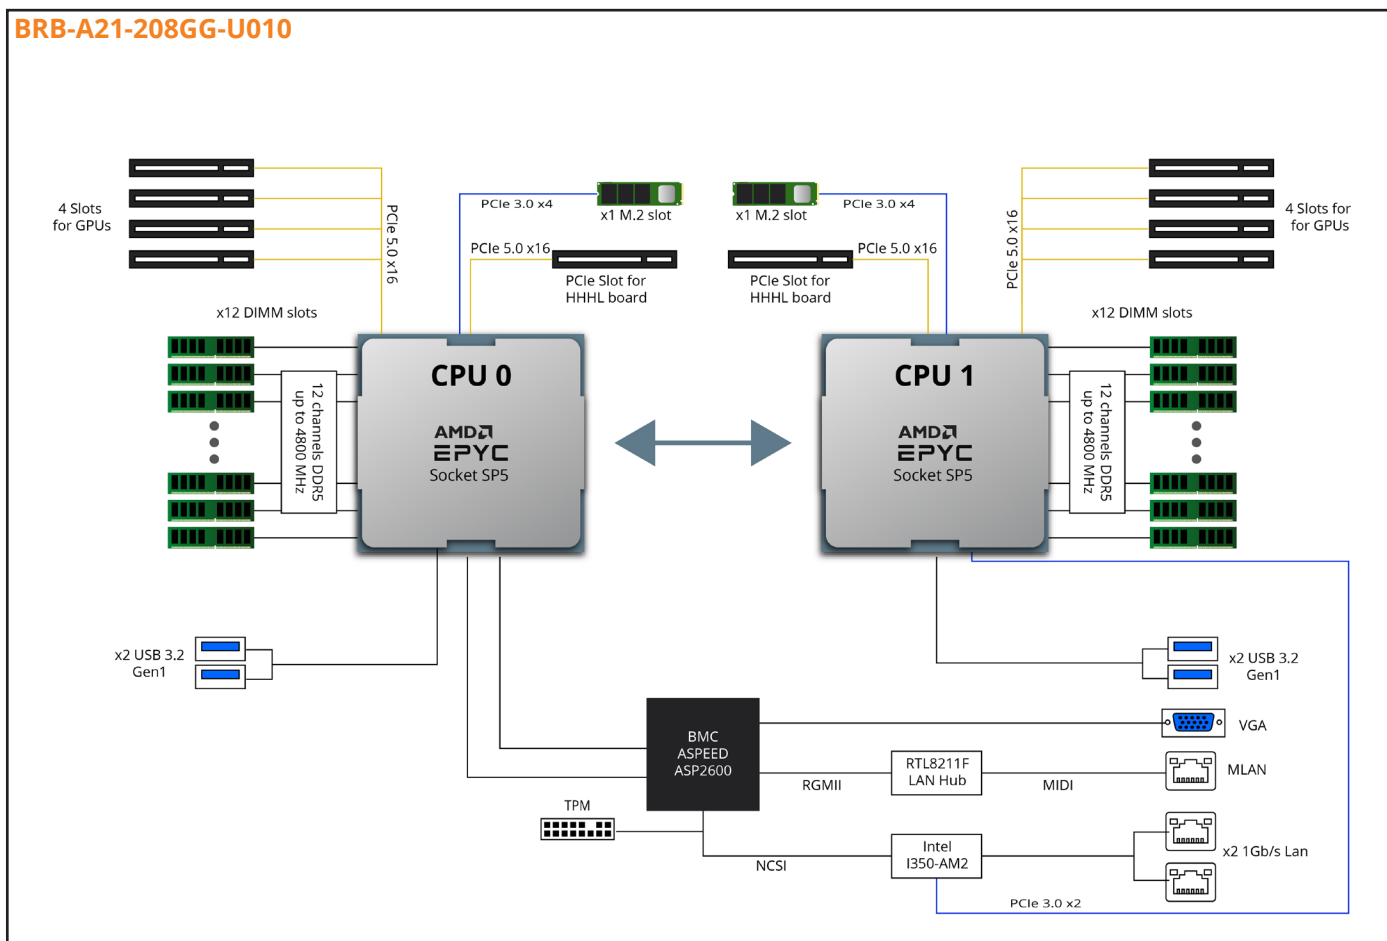 BRB-A21-208GG-U010
4 Slots
for GPUs
PCIe 5.0 x16
PCIe 3.0 x4
x1 M.2 slot
PCIe 5.0 x16
PCIe Slot for
HHHL board
x1 M.2 slot
PCIe 3.0 x4
PCIe 5.0 x16
PCIe Slot for
HHHL board
PCIe 5.0 x16
4 Slots for
for GPUs
x12 DIMM slots
12 channels DDR5
up to 4800 MHz
CPU 0
AMD
EPYC
Socket SP5
CPU 1
AMD
EPYC
Socket SP5
x12 DIMM slots
12 channels DDR5
up to 4800 MHz
x2 USB 3.2
Gen1
x2 USB 3.2
Gen1
BMC
ASPEED
ASP2600
VGA
RGMII
RTL8211F
LAN Hub
MIDI
MLAN
TPM
NCSI
Intel
I350-AM2
x2 1Gb/s Lan
PCIe 3.0 x2